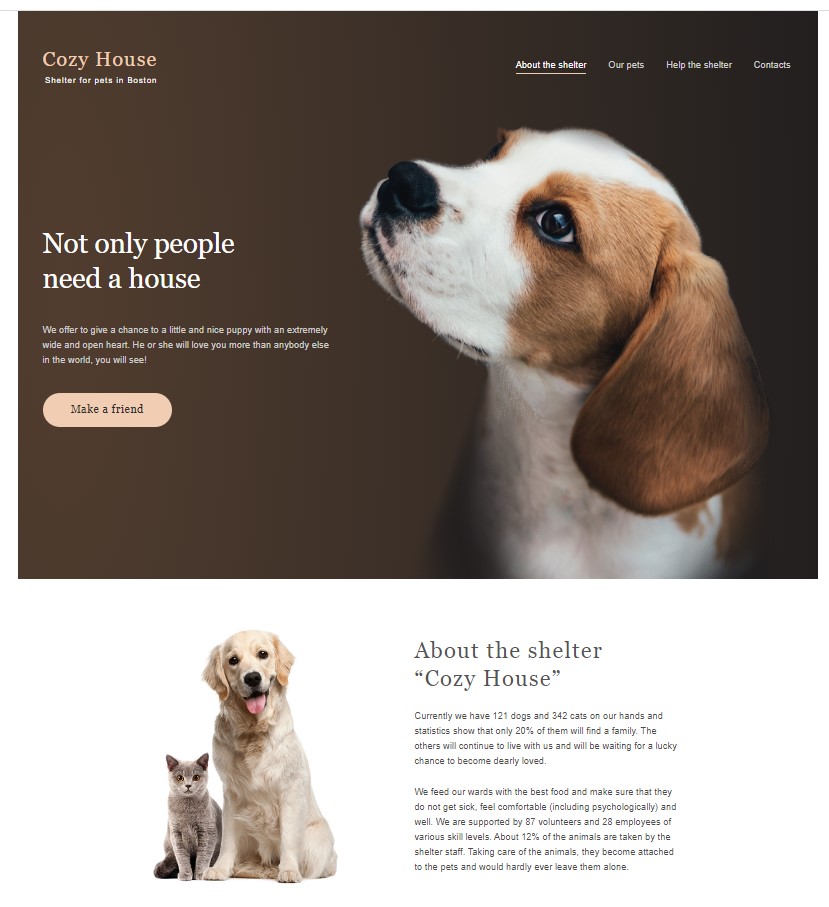 Cozy House
Shelter for pets in Boston
About the shelter
Our pets
Help the shelter
Contacts
Not only people
need a house
We offer to give a chance to a little and nice puppy with an extremely
wide and open heart. He or she will love you more than anybody else
in the world, you will see!
Make a friend
About the shelter
“Cozy House”
Currently we have 121 dogs and 342 cats on our hands and
statistics show that only 20% of them will find a family. The
others will continue to live with us and will be waiting for a lucky
chance to become dearly loved.
We feed our wards with the best food and make sure that they
do not get sick, feel comfortable (including psychologically) and
well. We are supported by 87 volunteers and 28 employees of
various skill levels. About 12% of the animals are taken by the
shelter staff. Taking care of the animals, they become attached
to the pets and would hardly ever leave them alone.